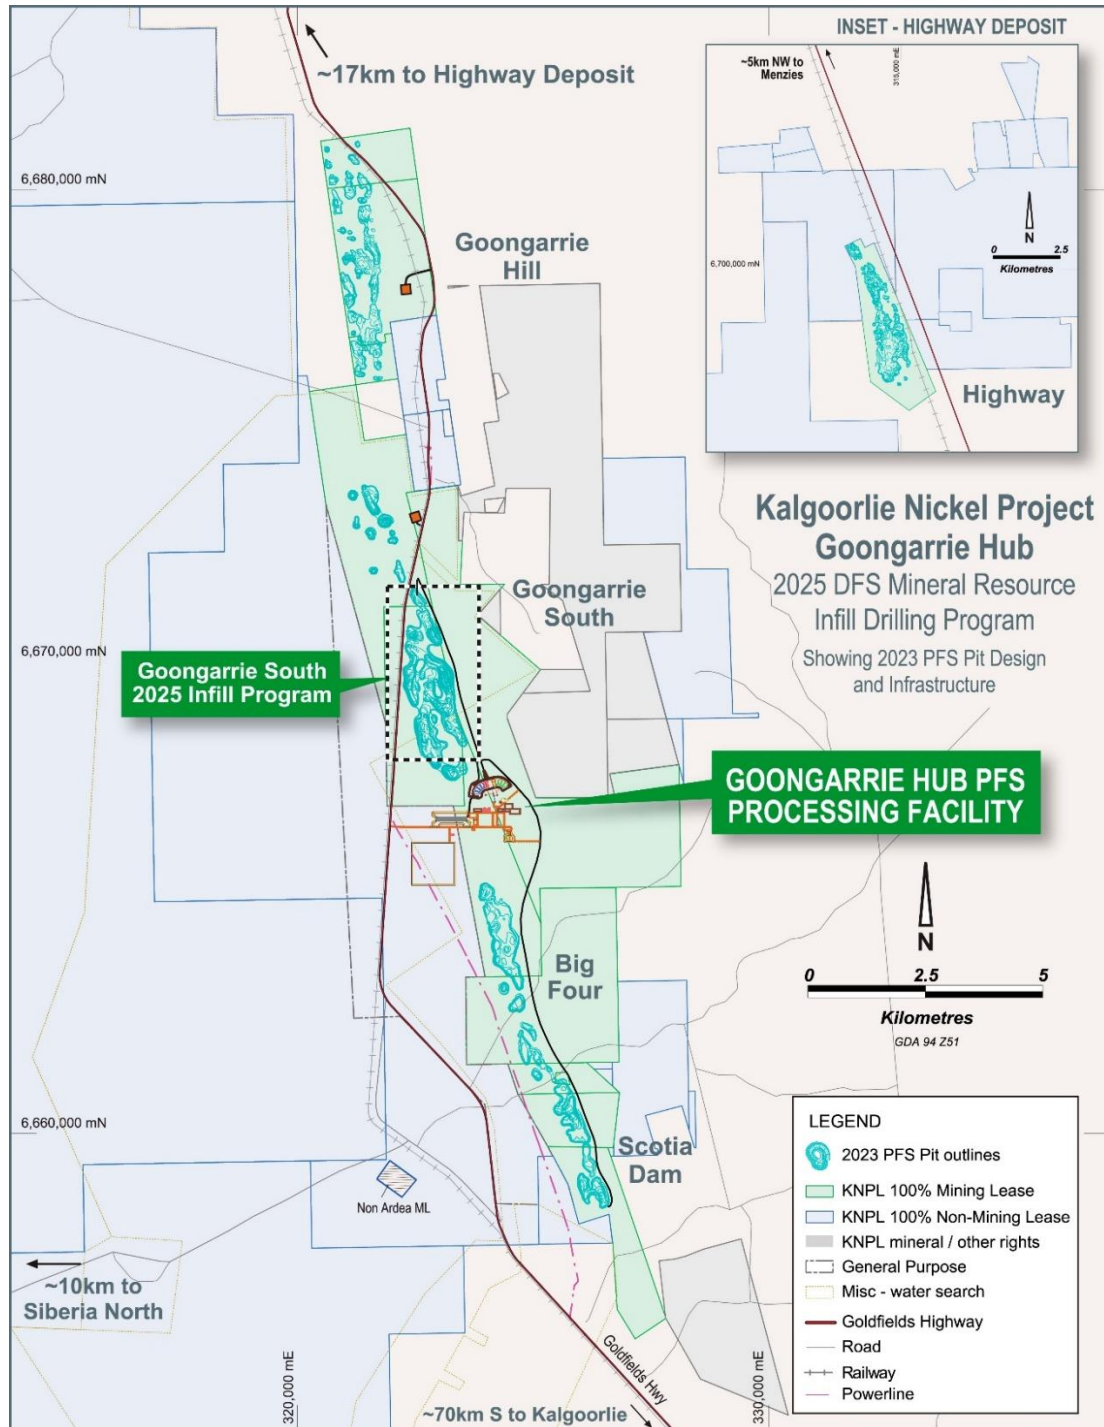 INSET - HIGHWAY DEPOSIT
~5km NW to
Menzies
315,000 mE
6,700,000 mN
N
0 2.5
Kilometres
Highway
~17km to Highway Deposit
6,680,000 mN
Goongarrie
Hill
Kalgoorlie Nickel Project
Goongarrie Hub
2025 DFS Mineral Resource
Infill Drilling Program
Showing 2023 PFS Pit Design
and Infrastructure
Goongarrie
South
6,670,000 mN
Goongarrie South
2025 Infill Program
GOONGARRIE HUB PFS
PROCESSING FACILITY
N
0 2.5 5
Kilometres
GDA 94 Z51
Big
Four
6,660,000 mN
Scotia
Dam
Non Ardea ML
~10km to
Siberia North
320,000 mE
Goldfields Hwy
330,000 mE
~70km S to Kalgoorlie
LEGEND
2023 PFS Pit outlines
KNPL 100% Mining Lease
KNPL 100% Non-Mining Lease
KNPL mineral / other rights
General Purpose
Misc - water search
Goldfields Highway
Road
Railway
Powerline